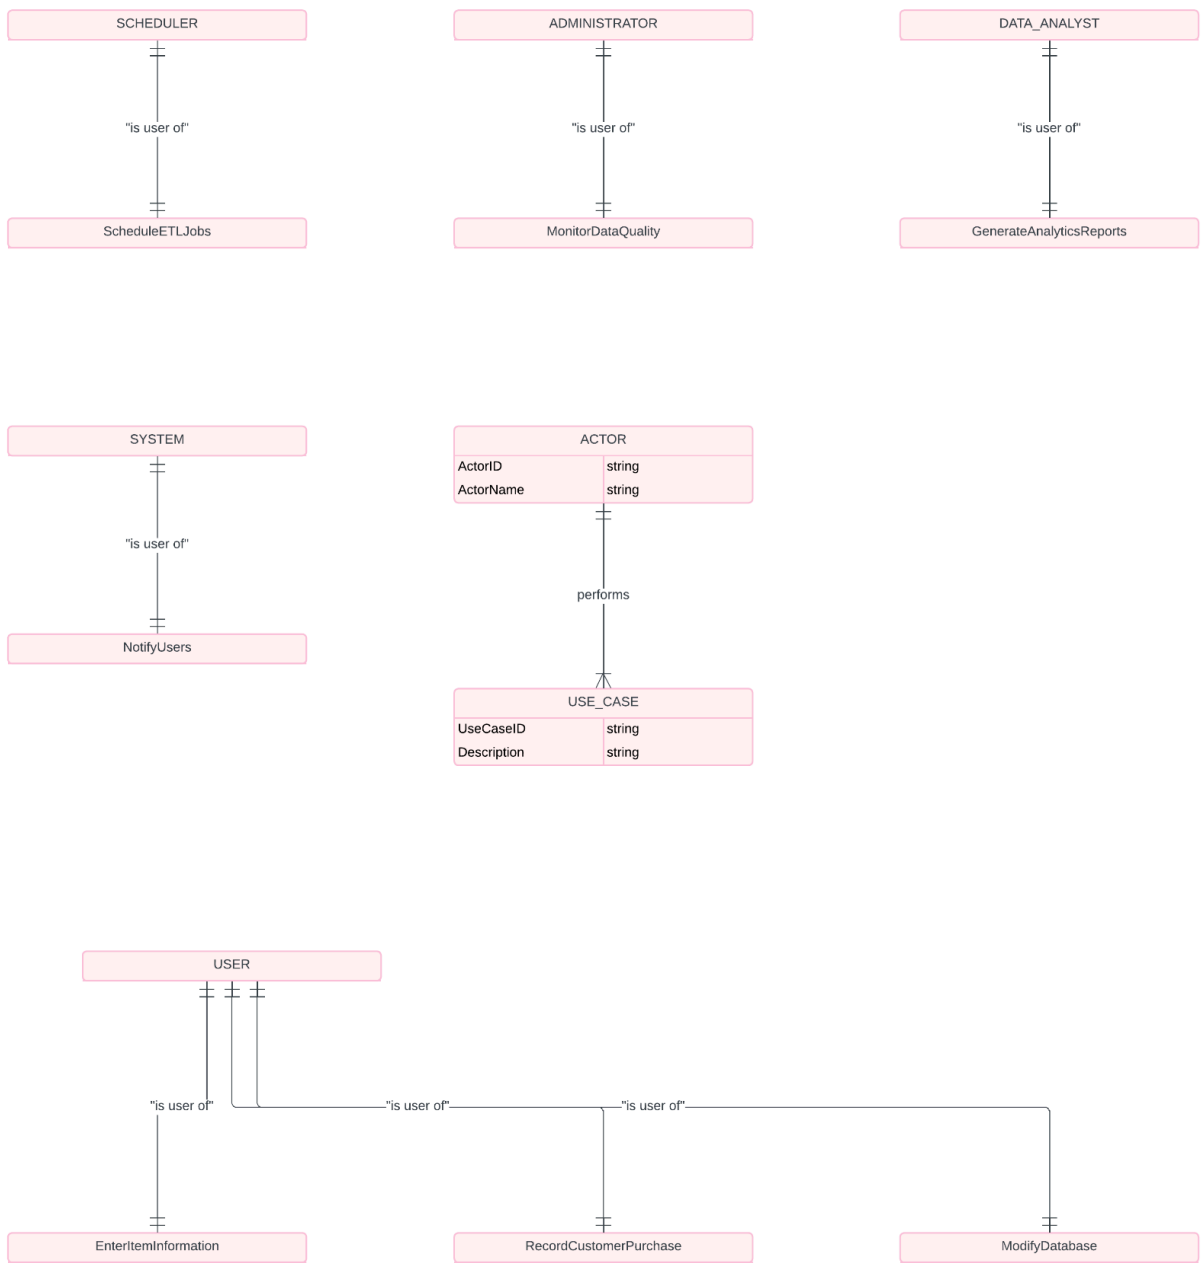 SCHEDULER
ADMINISTRATOR
DATA_ANALYST
"is user of"
"is user of"
"is user of"
ScheduleETLJobs
MonitorDataQuality
GenerateAnalyticsReports
SYSTEM
ACTOR
ActorID string
ActorName string
"is user of"
performs
NotifyUsers
USE_CASE
UseCaseID string
Description string
USER
"is user of"
"is user of"
"is user of"
EnterItemInformation
RecordCustomerPurchase
ModifyDatabase